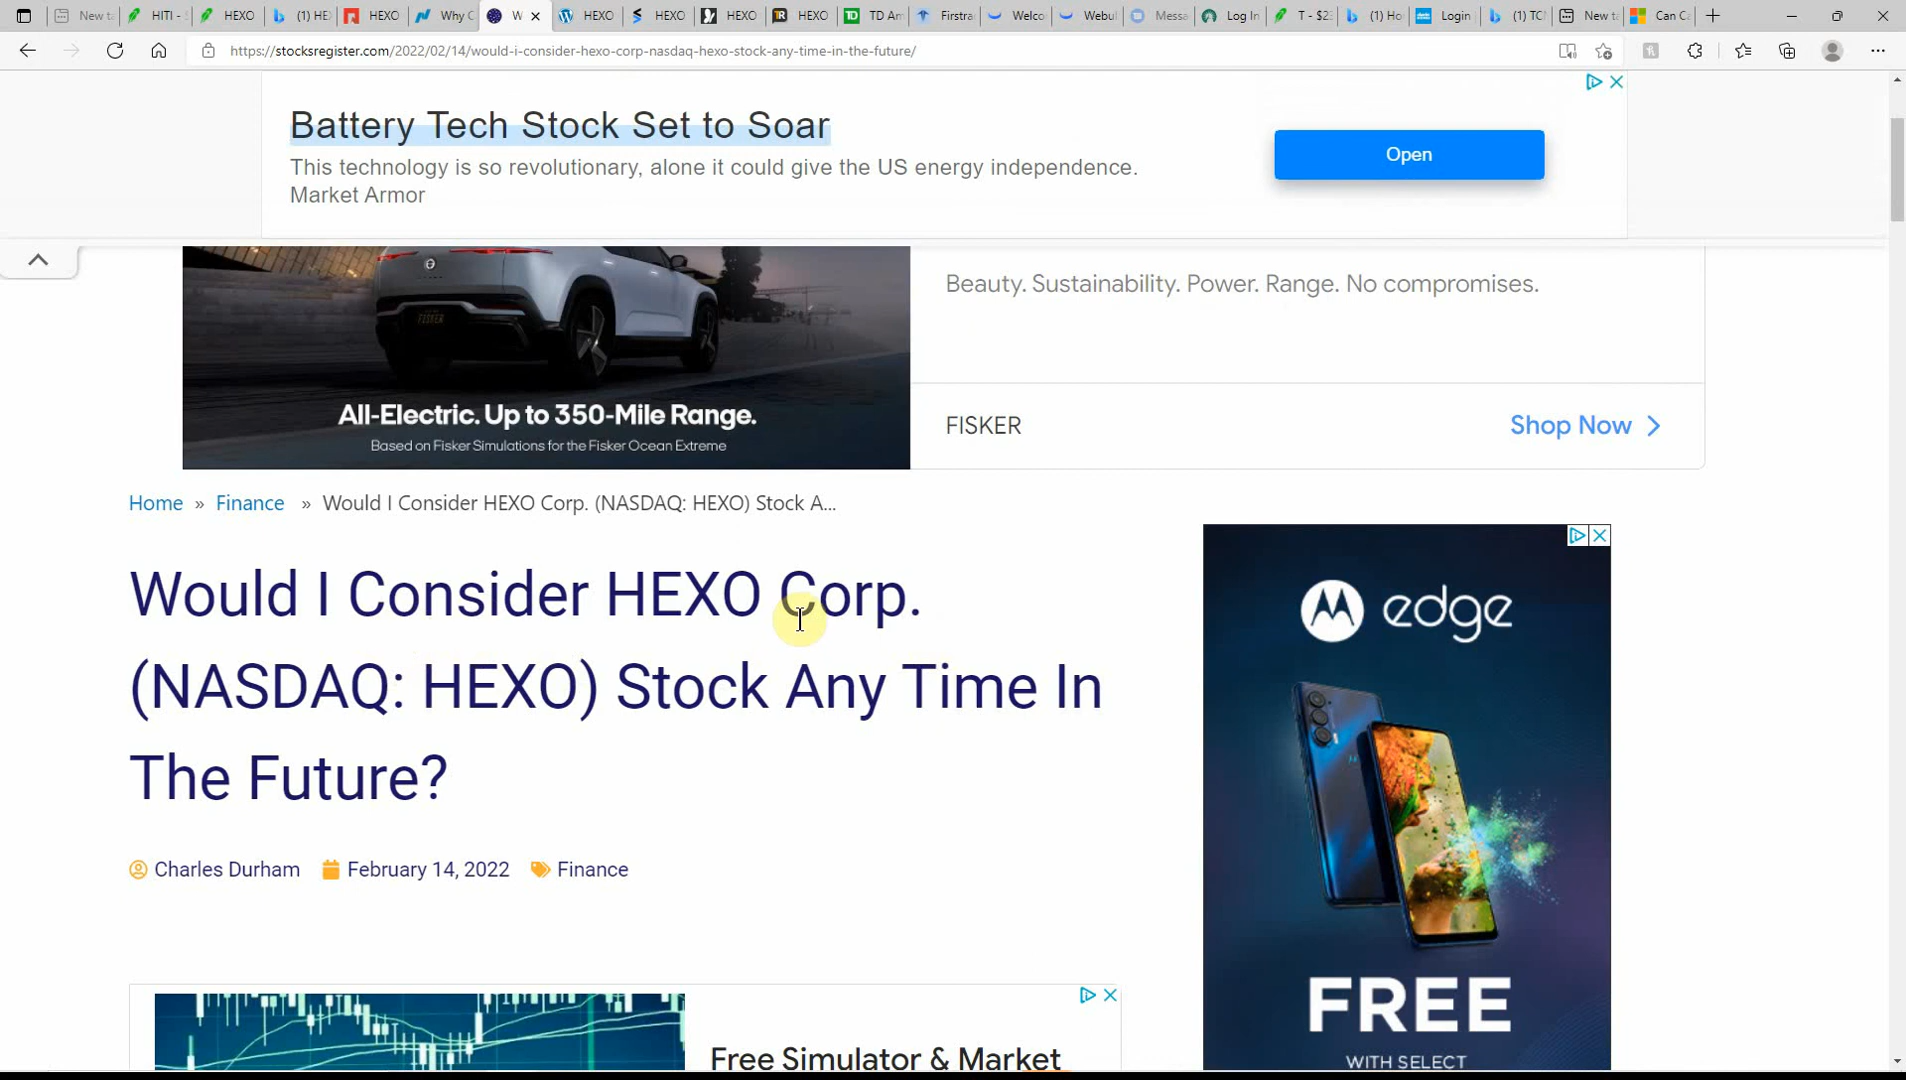 New ta
HITI - S
HEXO
(1) HE
HEXO
Why C
W
HEXO
HEXO
HEXO
HEXO
TD Am
Firstra
Welco
Webul
Messa
Log In
T - $2
(1) Ho
Login
(1) TC
New ta
Can Ca
https://stocksregister.com/2022/02/14/would-i-consider-hexo-corp-nasdaq-hexo-stock-any-time-in-the-future/
Battery Tech Stock Set to Soar
This technology is so revolutionary, alone it could give the US energy independence.
Market Armor
Open
FISKER
All-Electric. Up to 350-Mile Range.
Based on Fisker Simulations for the Fisker Ocean Extreme
Beauty. Sustainability. Power. Range. No compromises.
FISKER
Shop Now
Home » Finance » Would I Consider HEXO Corp. (NASDAQ: HEXO) Stock A...
Would I Consider HEXO Corp.
(NASDAQ: HEXO) Stock Any Time In
The Future?
Charles Durham February 14, 2022 Finance
edge
FREE
WITH SELECT
Free Simulator & Market